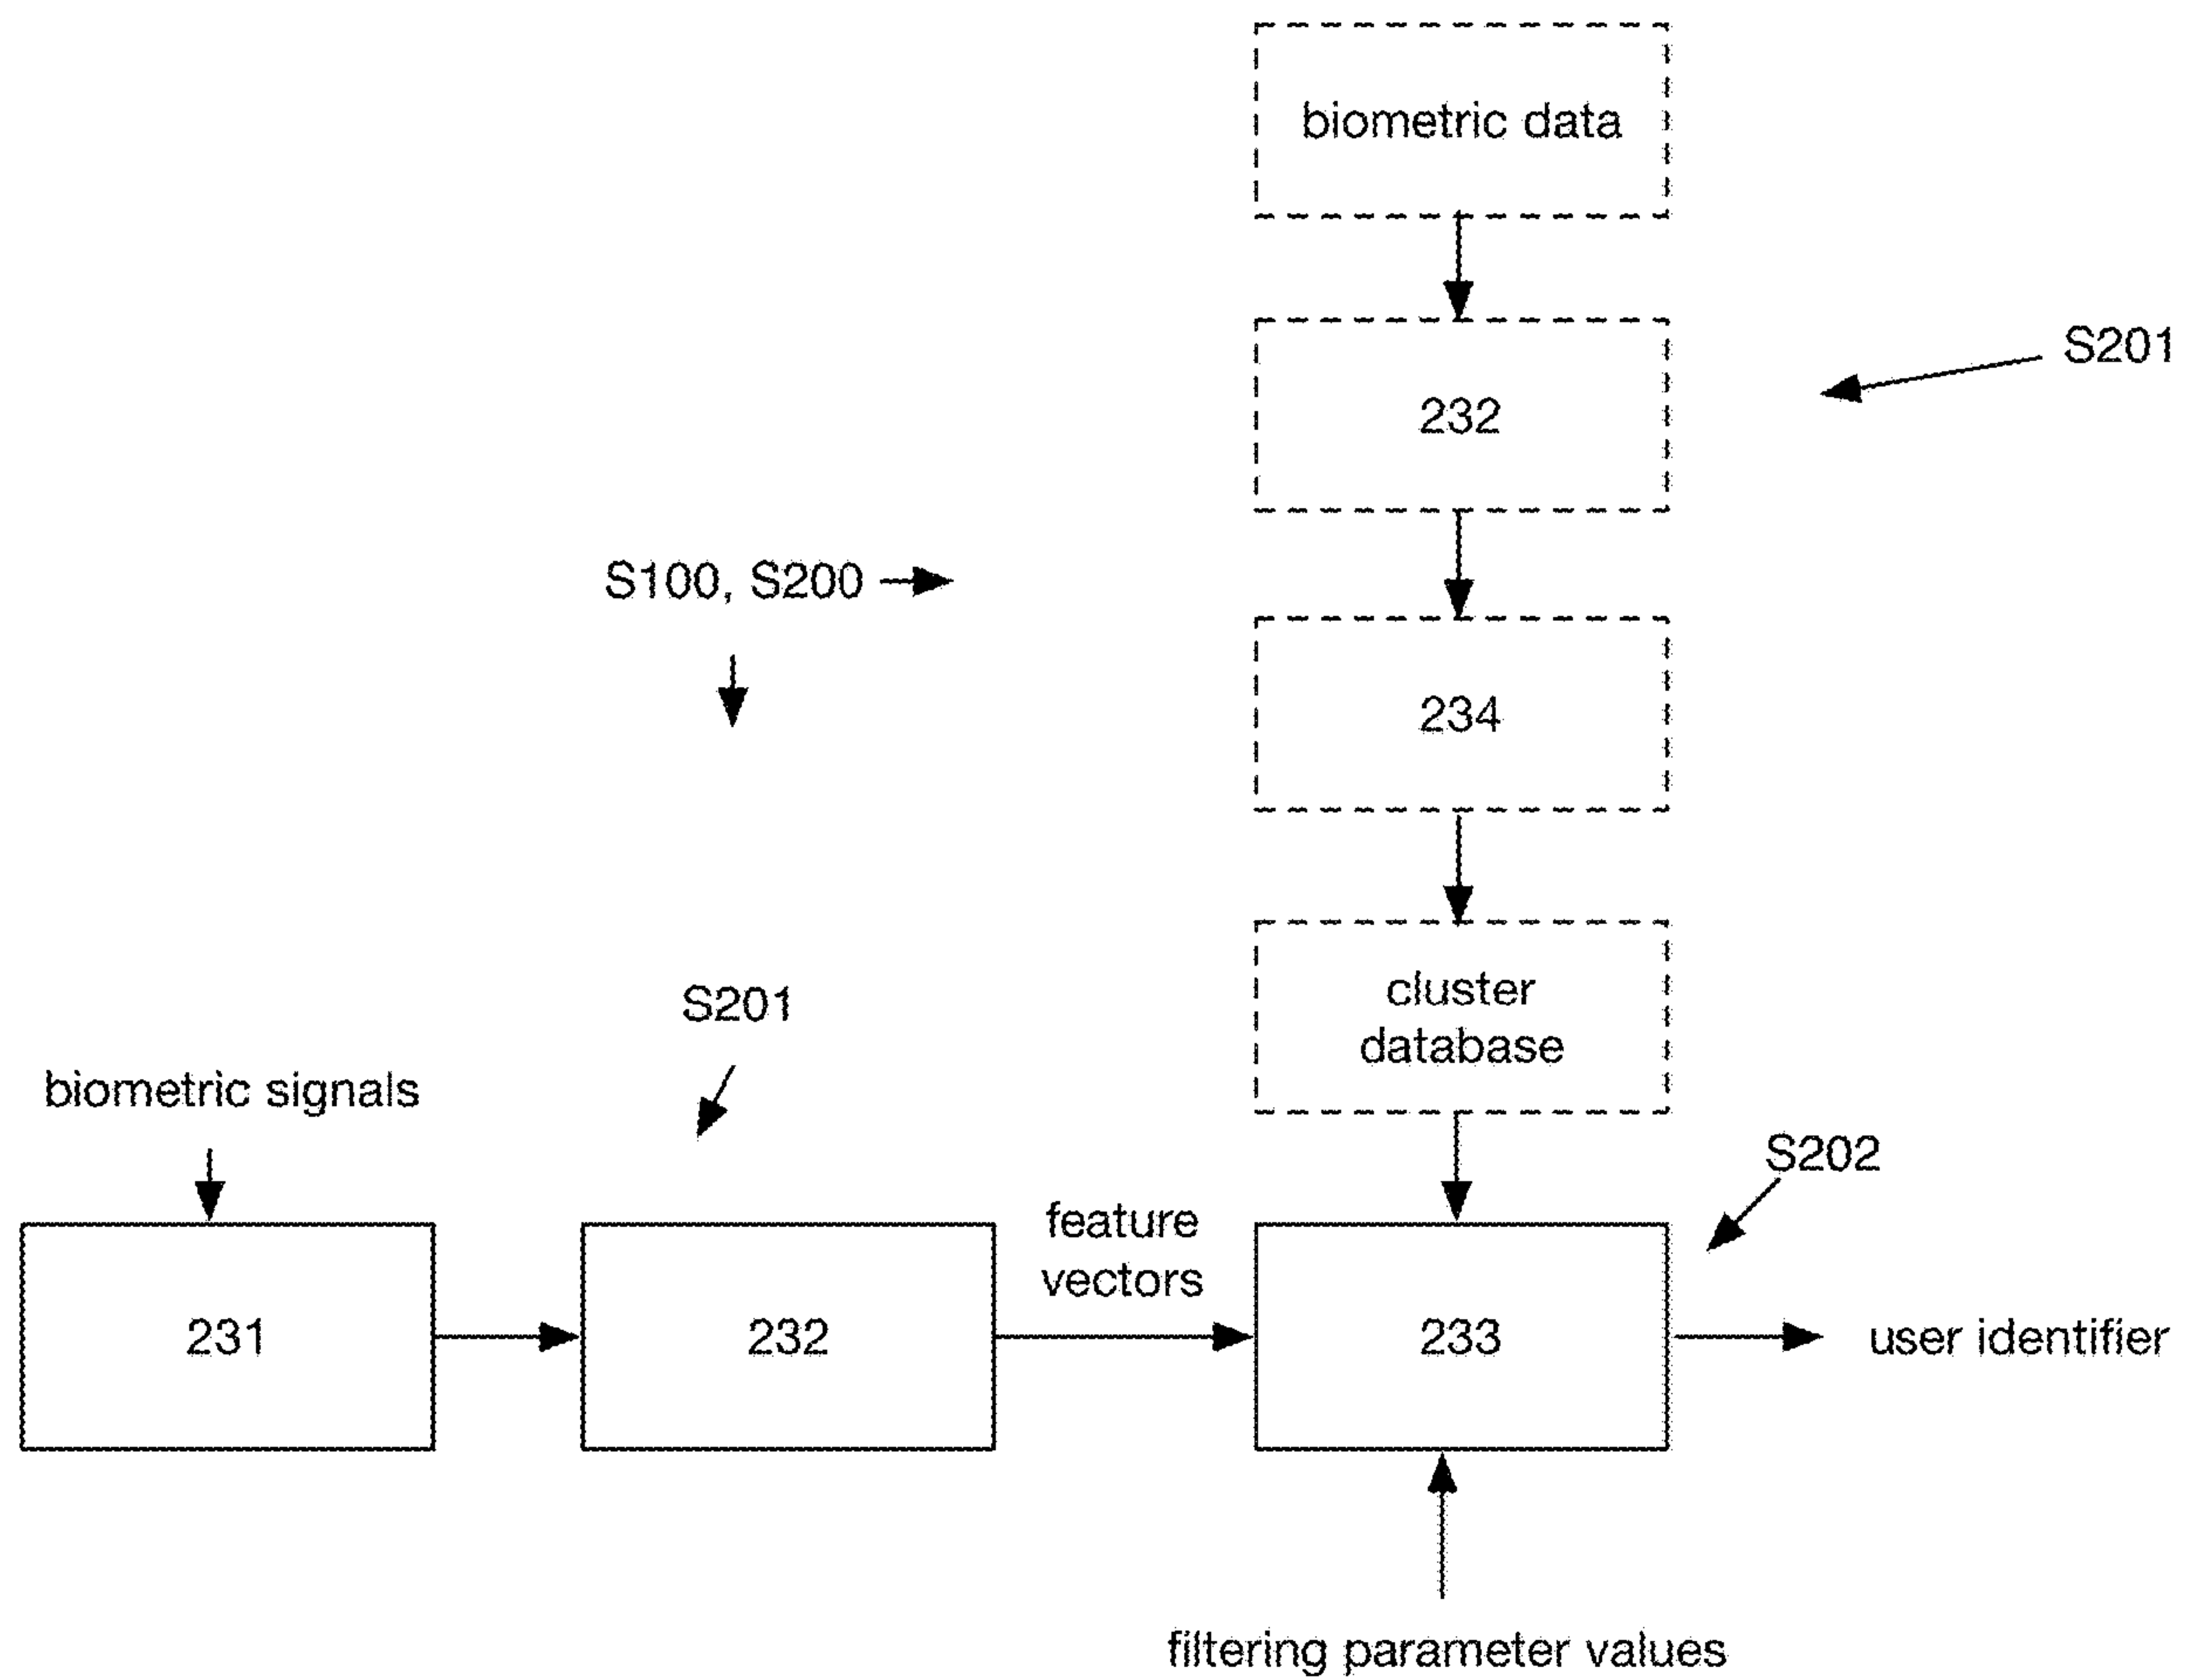 biometric data
S201
232
S100, S200
234
cluster
database
S201
biometric signals
S202
feature
vectors
231
232
233
user identifier
filtering parameter values